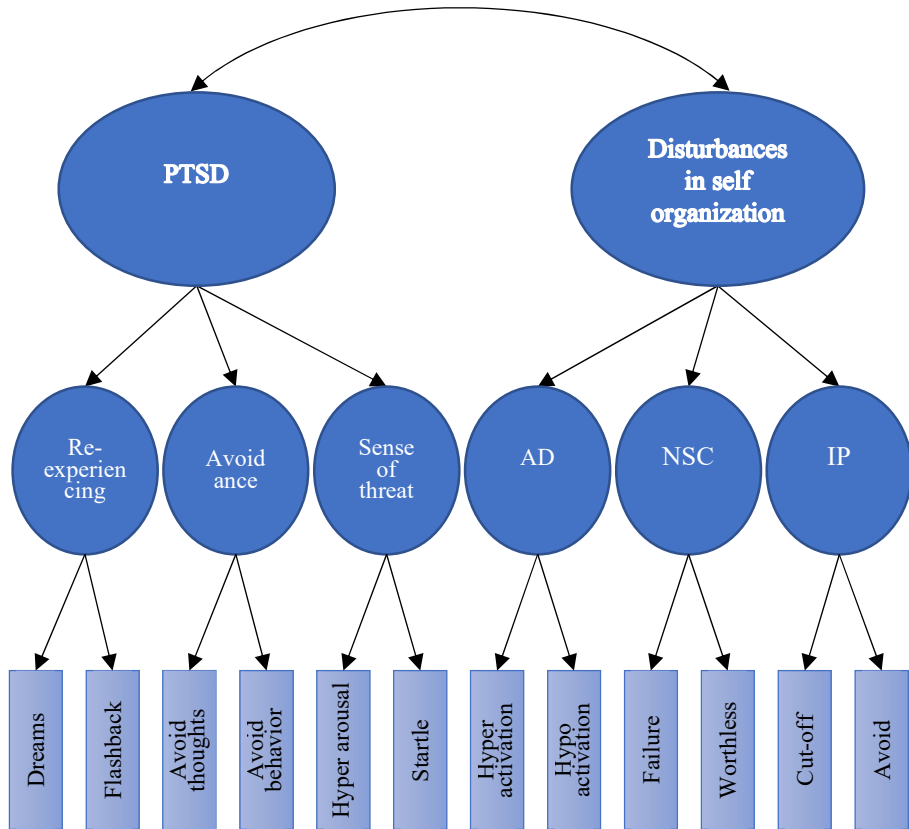 PTSD
Disturbances
in self
organization
Re-
experien
cing
Avoid
ance
Sense
of
threat
AD
NSC
IP
Dreams
Flashback
Avoid
thoughts
Avoid
behavior
Hyper arousal
Startle
Hyper
activation
Hypo
activation
Failure
Worthless
Cut-off
Avoid